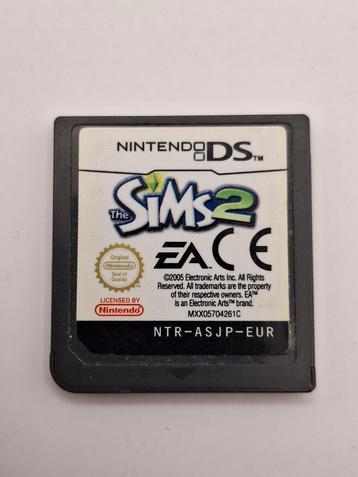 NINTENDO DS™
The SIMS 2
EA CE
Original
Nintendo
Seal of
Quality
©2005 Electronic Arts Inc. All Rights
Reserved. All trademarks are the property
of their respective owners. EA™
is an Electronic Arts™ brand.
MXX05704261C
LICENSED BY
Nintendo
NTR-ASJP-EUR